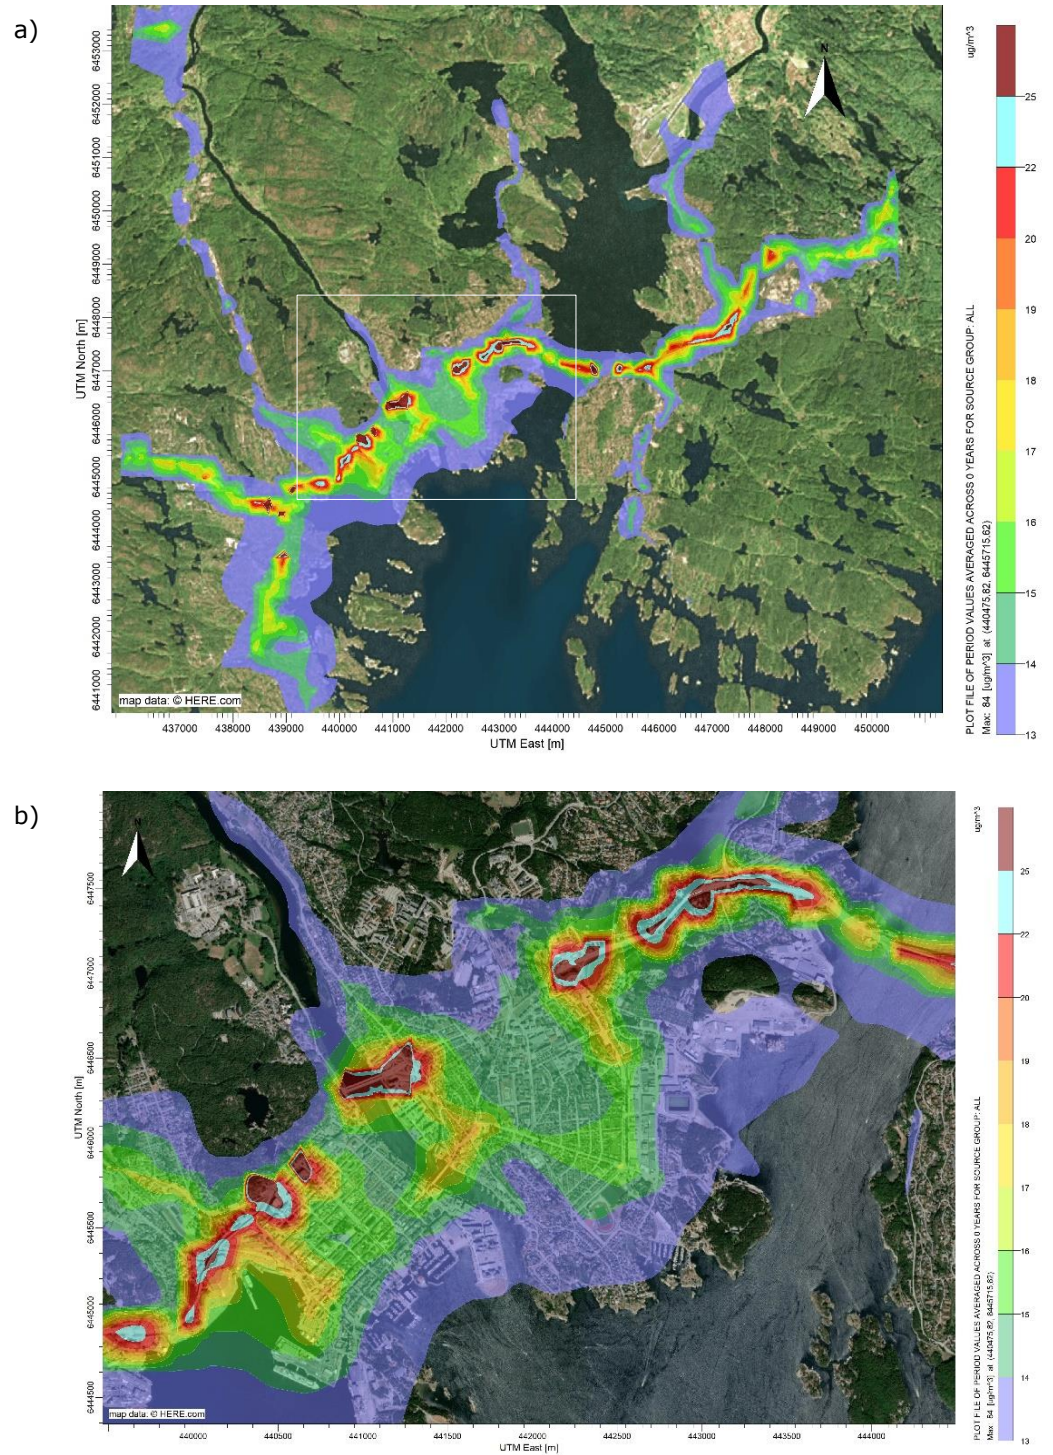 a)
ug/m^3
N
25
22
20
19
18
17
16
15
14
13
PLOT FILE OF PERIOD VALUES AVERAGED ACROSS 0 YEARS FOR SOURCE GROUP: ALL
Max: 84 [ug/m^3] at (440475.82, 6445715.62)
UTM North [m]
6453000
6452000
6451000
6450000
6449000
6448000
6447000
6446000
6445000
6444000
6443000
6442000
6441000
map data: © HERE.com
437000 438000 439000 440000 441000 442000 443000 444000 445000 446000 447000 448000 449000 450000
UTM East [m]
b)
ug/m^3
25
22
20
19
18
17
16
15
14
13
PLOT FILE OF PERIOD VALUES AVERAGED ACROSS 0 YEARS FOR SOURCE GROUP: ALL
Max: 84 [ug/m^3] at (440475.82, 6445715.62)
UTM North [m]
6447500
6447000
6446500
6446000
6445500
6445000
6444500
map data: © HERE.com
440000 440500 441000 441500 442000 442500 443000 443500 444000
UTM East [m]